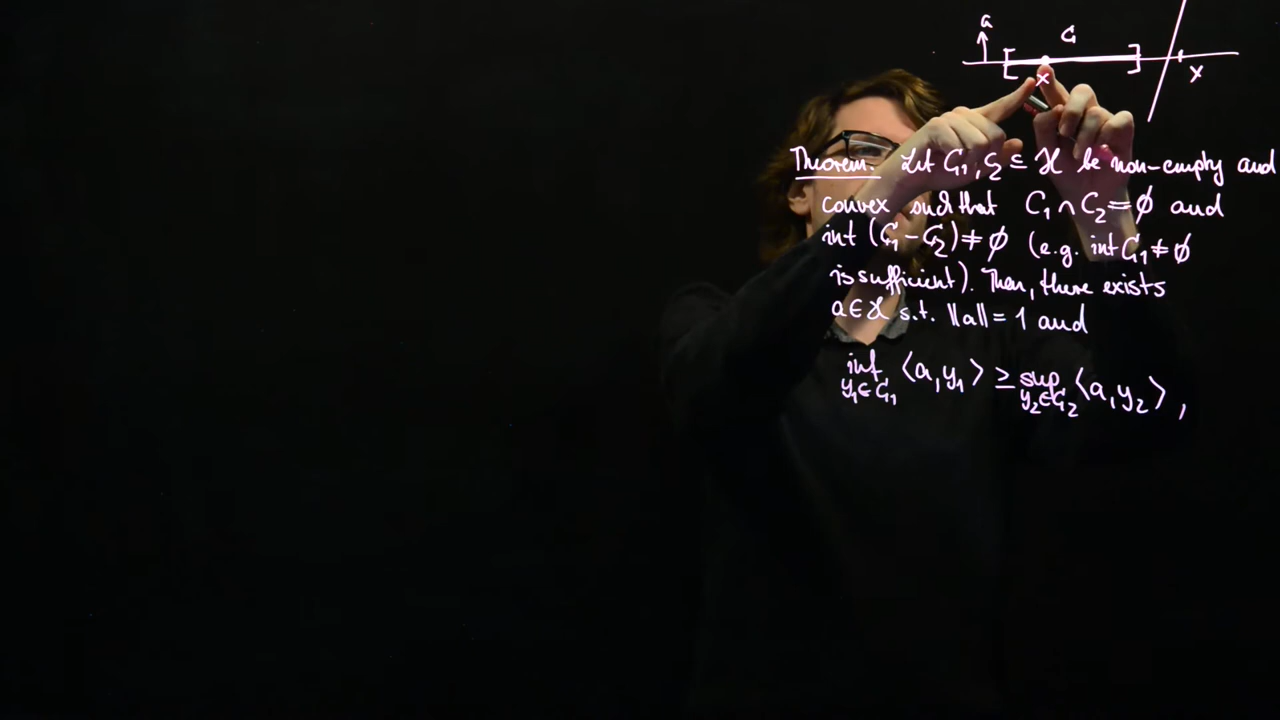 a
C
x
x
Theorem. Let C₁, C₂ ⊆ ℋ be non-empty and
convex such that C₁ ∩ C₂ = ∅ and
int (C₁ − C₂) ≠ ∅ (e.g. int C₁ ≠ ∅
is sufficient). Then, there exists
a ∈ ℋ s.t. ||a|| = 1 and
inf ⟨a, y₁⟩ ≥ sup ⟨a, y₂⟩ ,
y₁ ∈ C₁ y₂ ∈ C₂